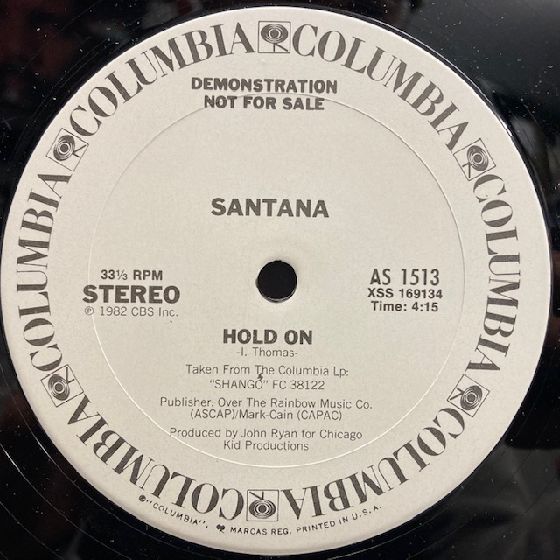 COLUMBIA COLUMBIA COLUMBIA COLUMBIA COLUMBIA COLUMBIA COLUMBIA COLUMBIA
DEMONSTRATION
NOT FOR SALE
SANTANA
33⅓ RPM
STEREO
℗ 1982 CBS Inc.
AS 1513
XSS 169134
Time: 4:15
HOLD ON
-I. Thomas-
Taken From The Columbia Lp:
"SHANGO" FC 38122
Publisher, Over The Rainbow Music Co.
(ASCAP)/Mark-Cain (CAPAC)
Produced by John Ryan for Chicago
Kid Productions
® "COLUMBIA", MARCAS REG. PRINTED IN U.S.A.